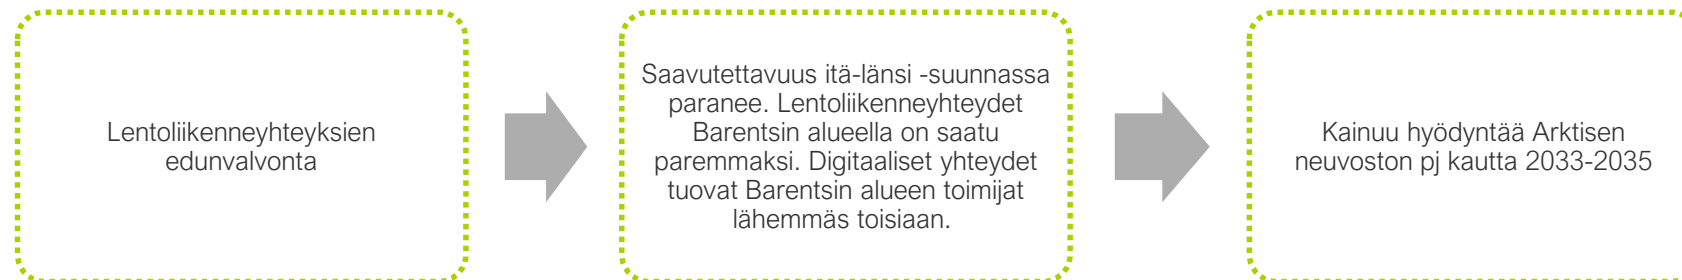 Lentoliikenneyhteyksien
edunvalvonta
Saavutettavuus itä-länsi -suunnassa
paranee. Lentoliikenneyhteydet
Barentsin alueella on saatu
paremmaksi. Digitaaliset yhteydet
tuovat Barentsin alueen toimijat
lähemmäs toisiaan.
Kainuu hyödyntää Arktisen
neuvoston pj kautta 2033-2035